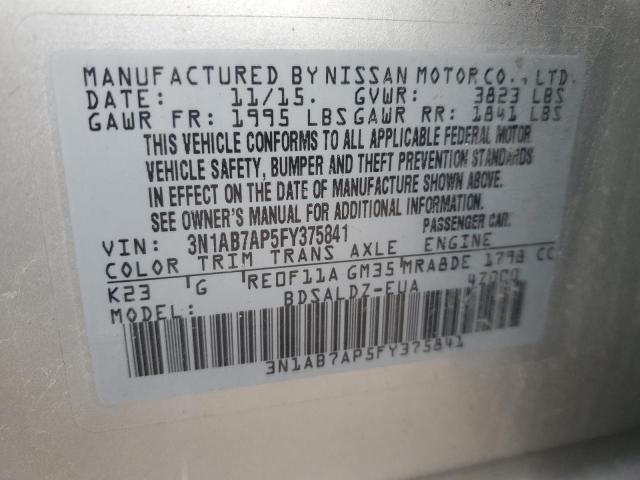 MANUFACTURED BY NISSAN MOTOR CO., LTD.
DATE: 11/15. GVWR: 3823 LBS
GAWR FR: 1995 LBS GAWR RR: 1841 LBS
THIS VEHICLE CONFORMS TO ALL APPLICABLE FEDERAL MOTOR
VEHICLE SAFETY, BUMPER AND THEFT PREVENTION STANDARDS
IN EFFECT ON THE DATE OF MANUFACTURE SHOWN ABOVE.
SEE OWNER'S MANUAL FOR ADDITIONAL INFORMATION.
VIN: 3N1AB7AP5FY375841 PASSENGER CAR
COLOR TRIM TRANS AXLE ENGINE
K23 G RE0F11A GM35 MRA8DE 1798 CC
MODEL: BDSALDZ-EUA 4Z000
3N1AB7AP5FY375841